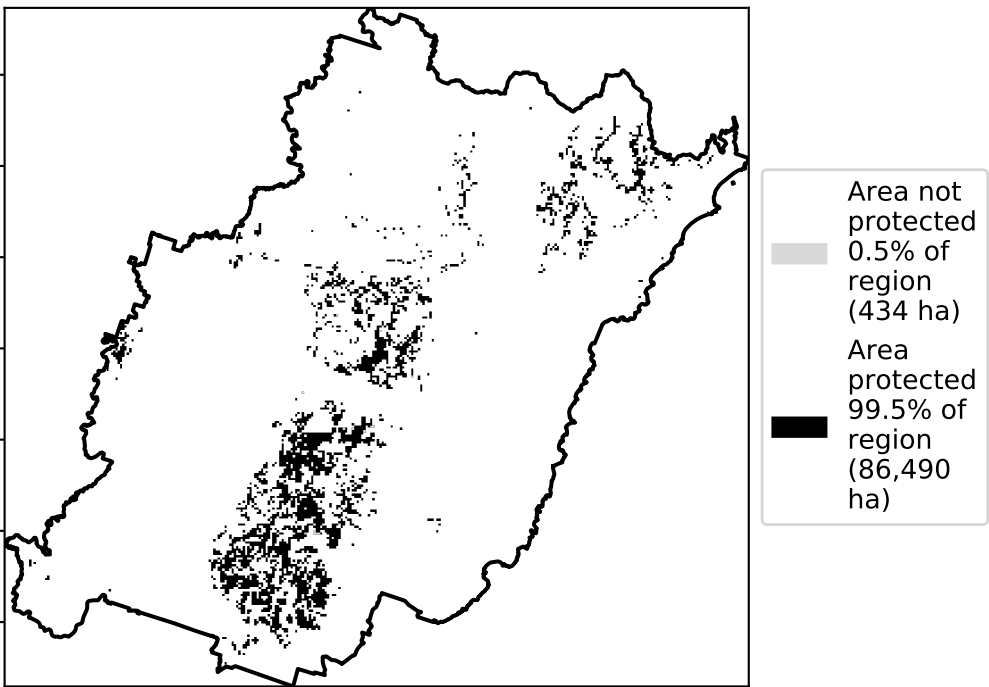 Area not
protected
0.5% of
region
(434 ha)
Area
protected
99.5% of
region
(86,490
ha)